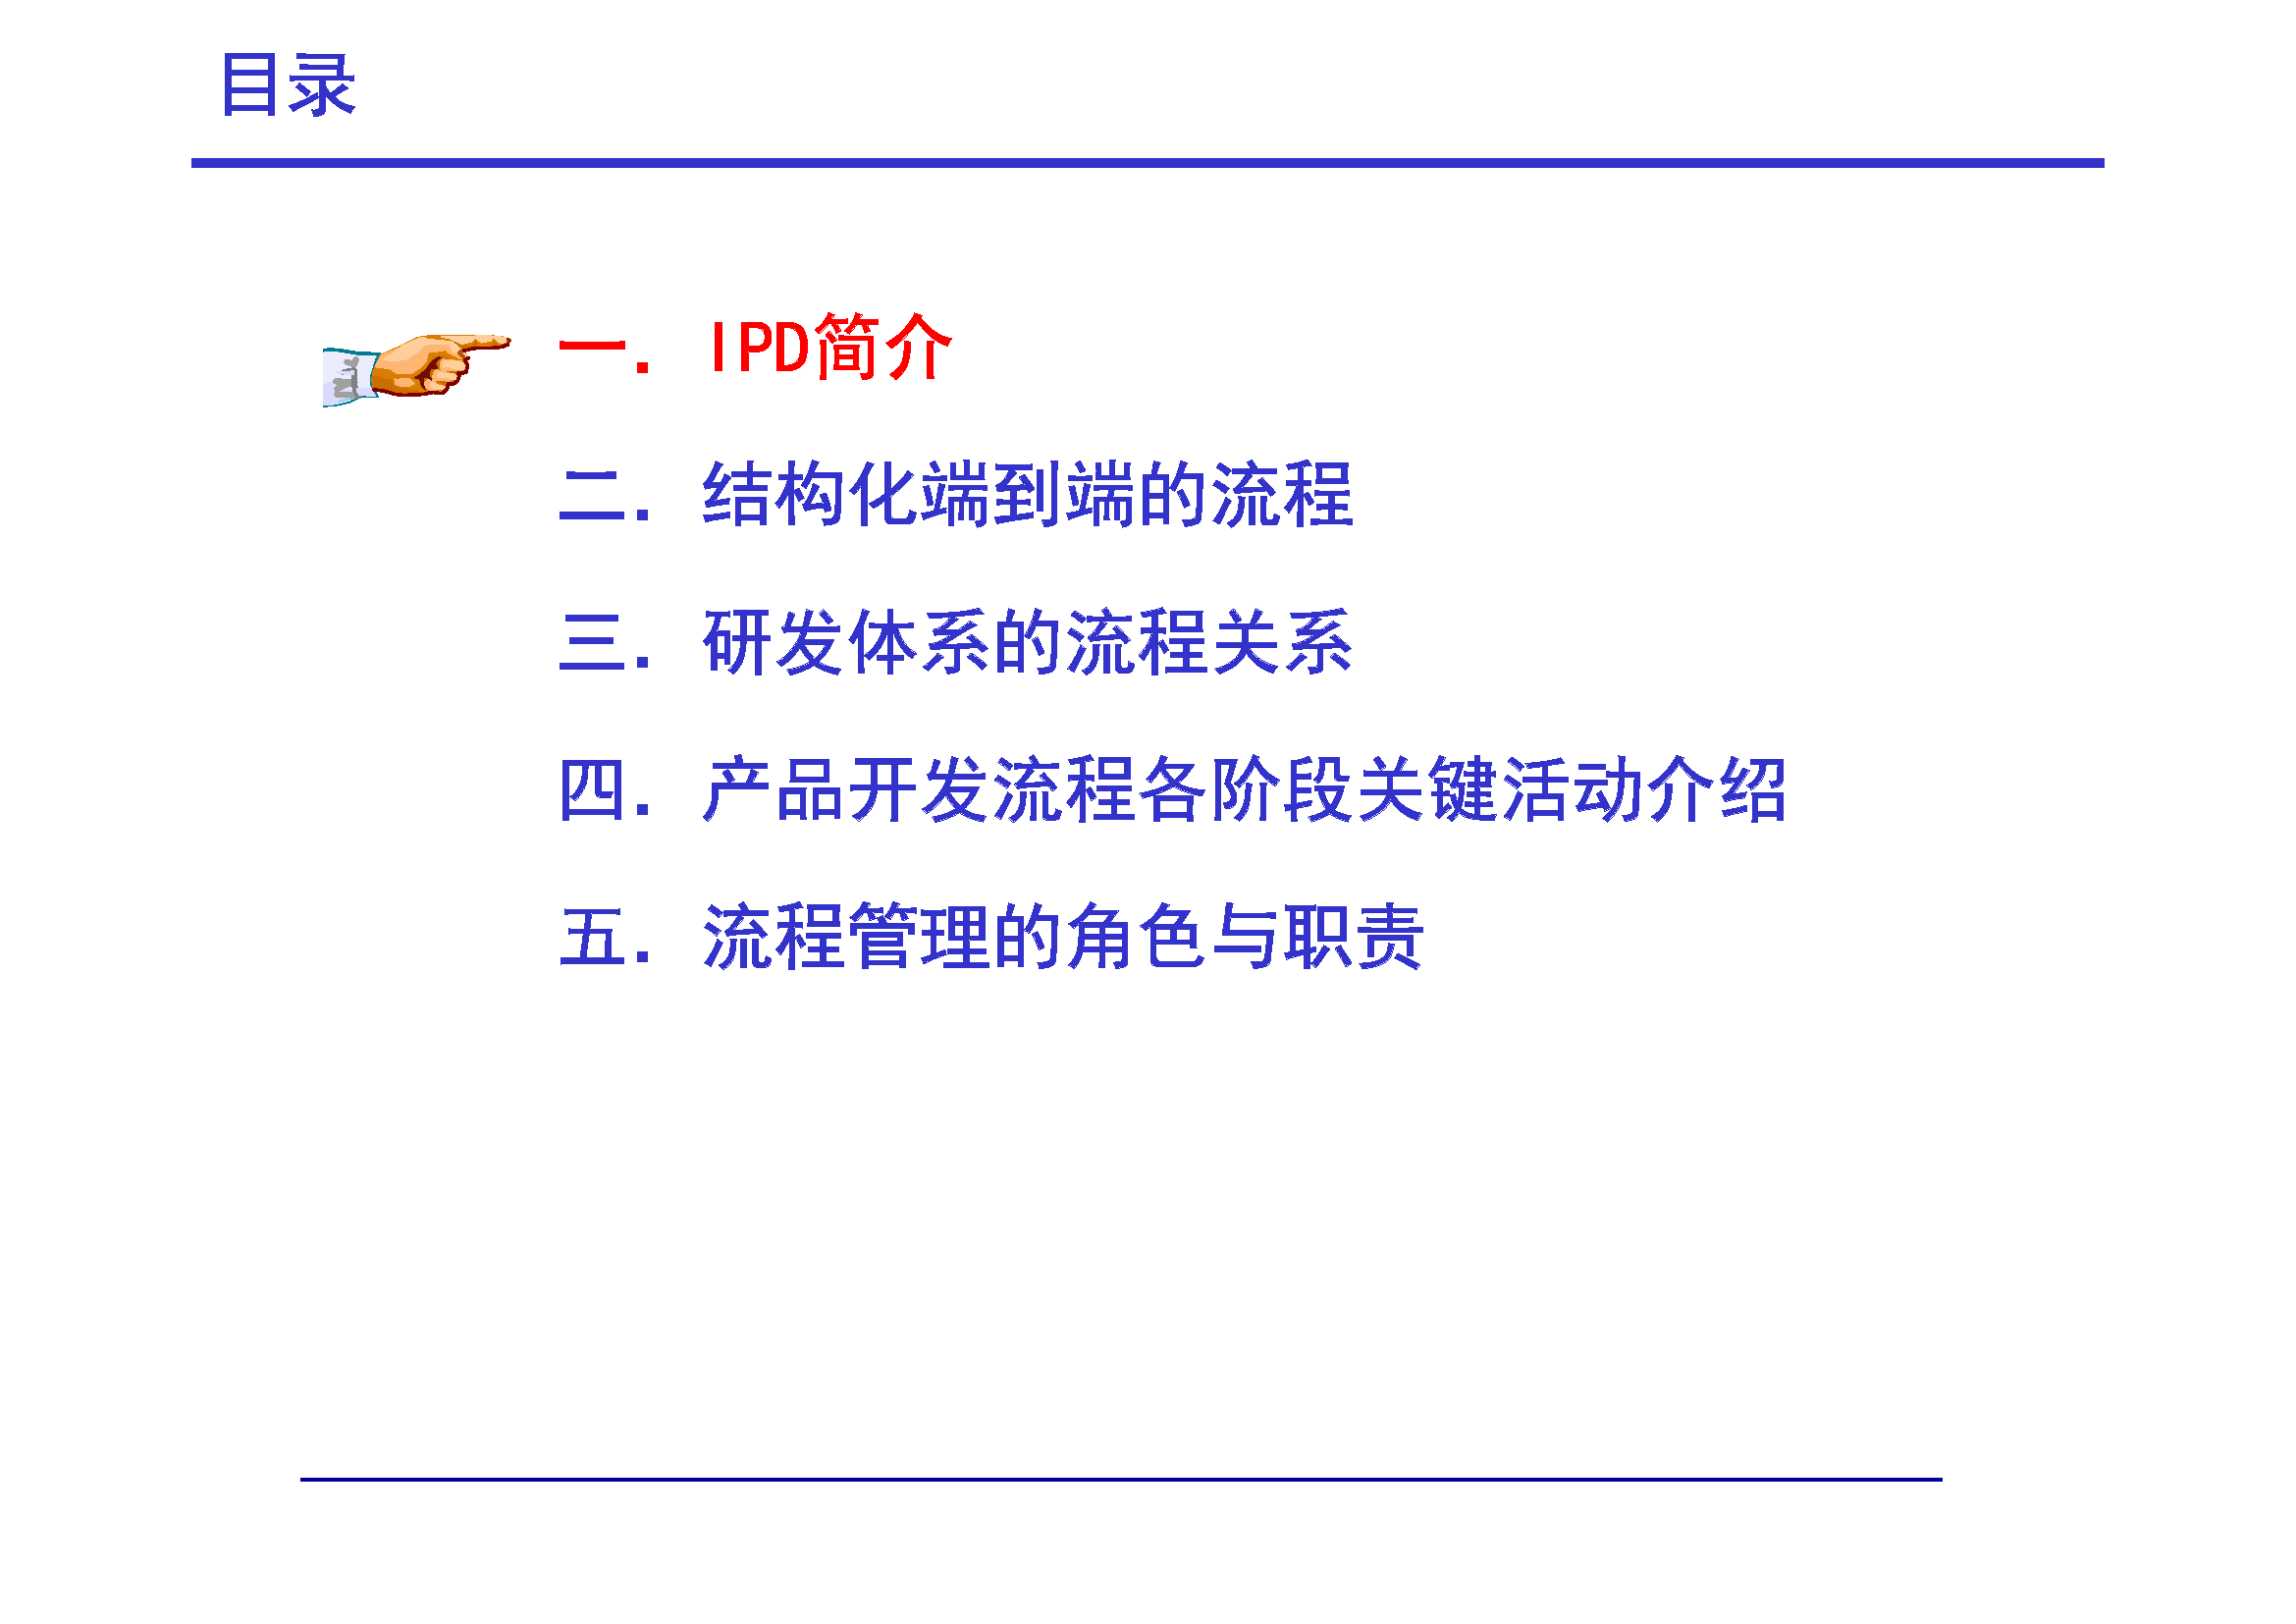 目录
一. IPD简介
二. 结构化端到端的流程
三. 研发体系的流程关系
四. 产品开发流程各阶段关键活动介绍
五. 流程管理的角色与职责